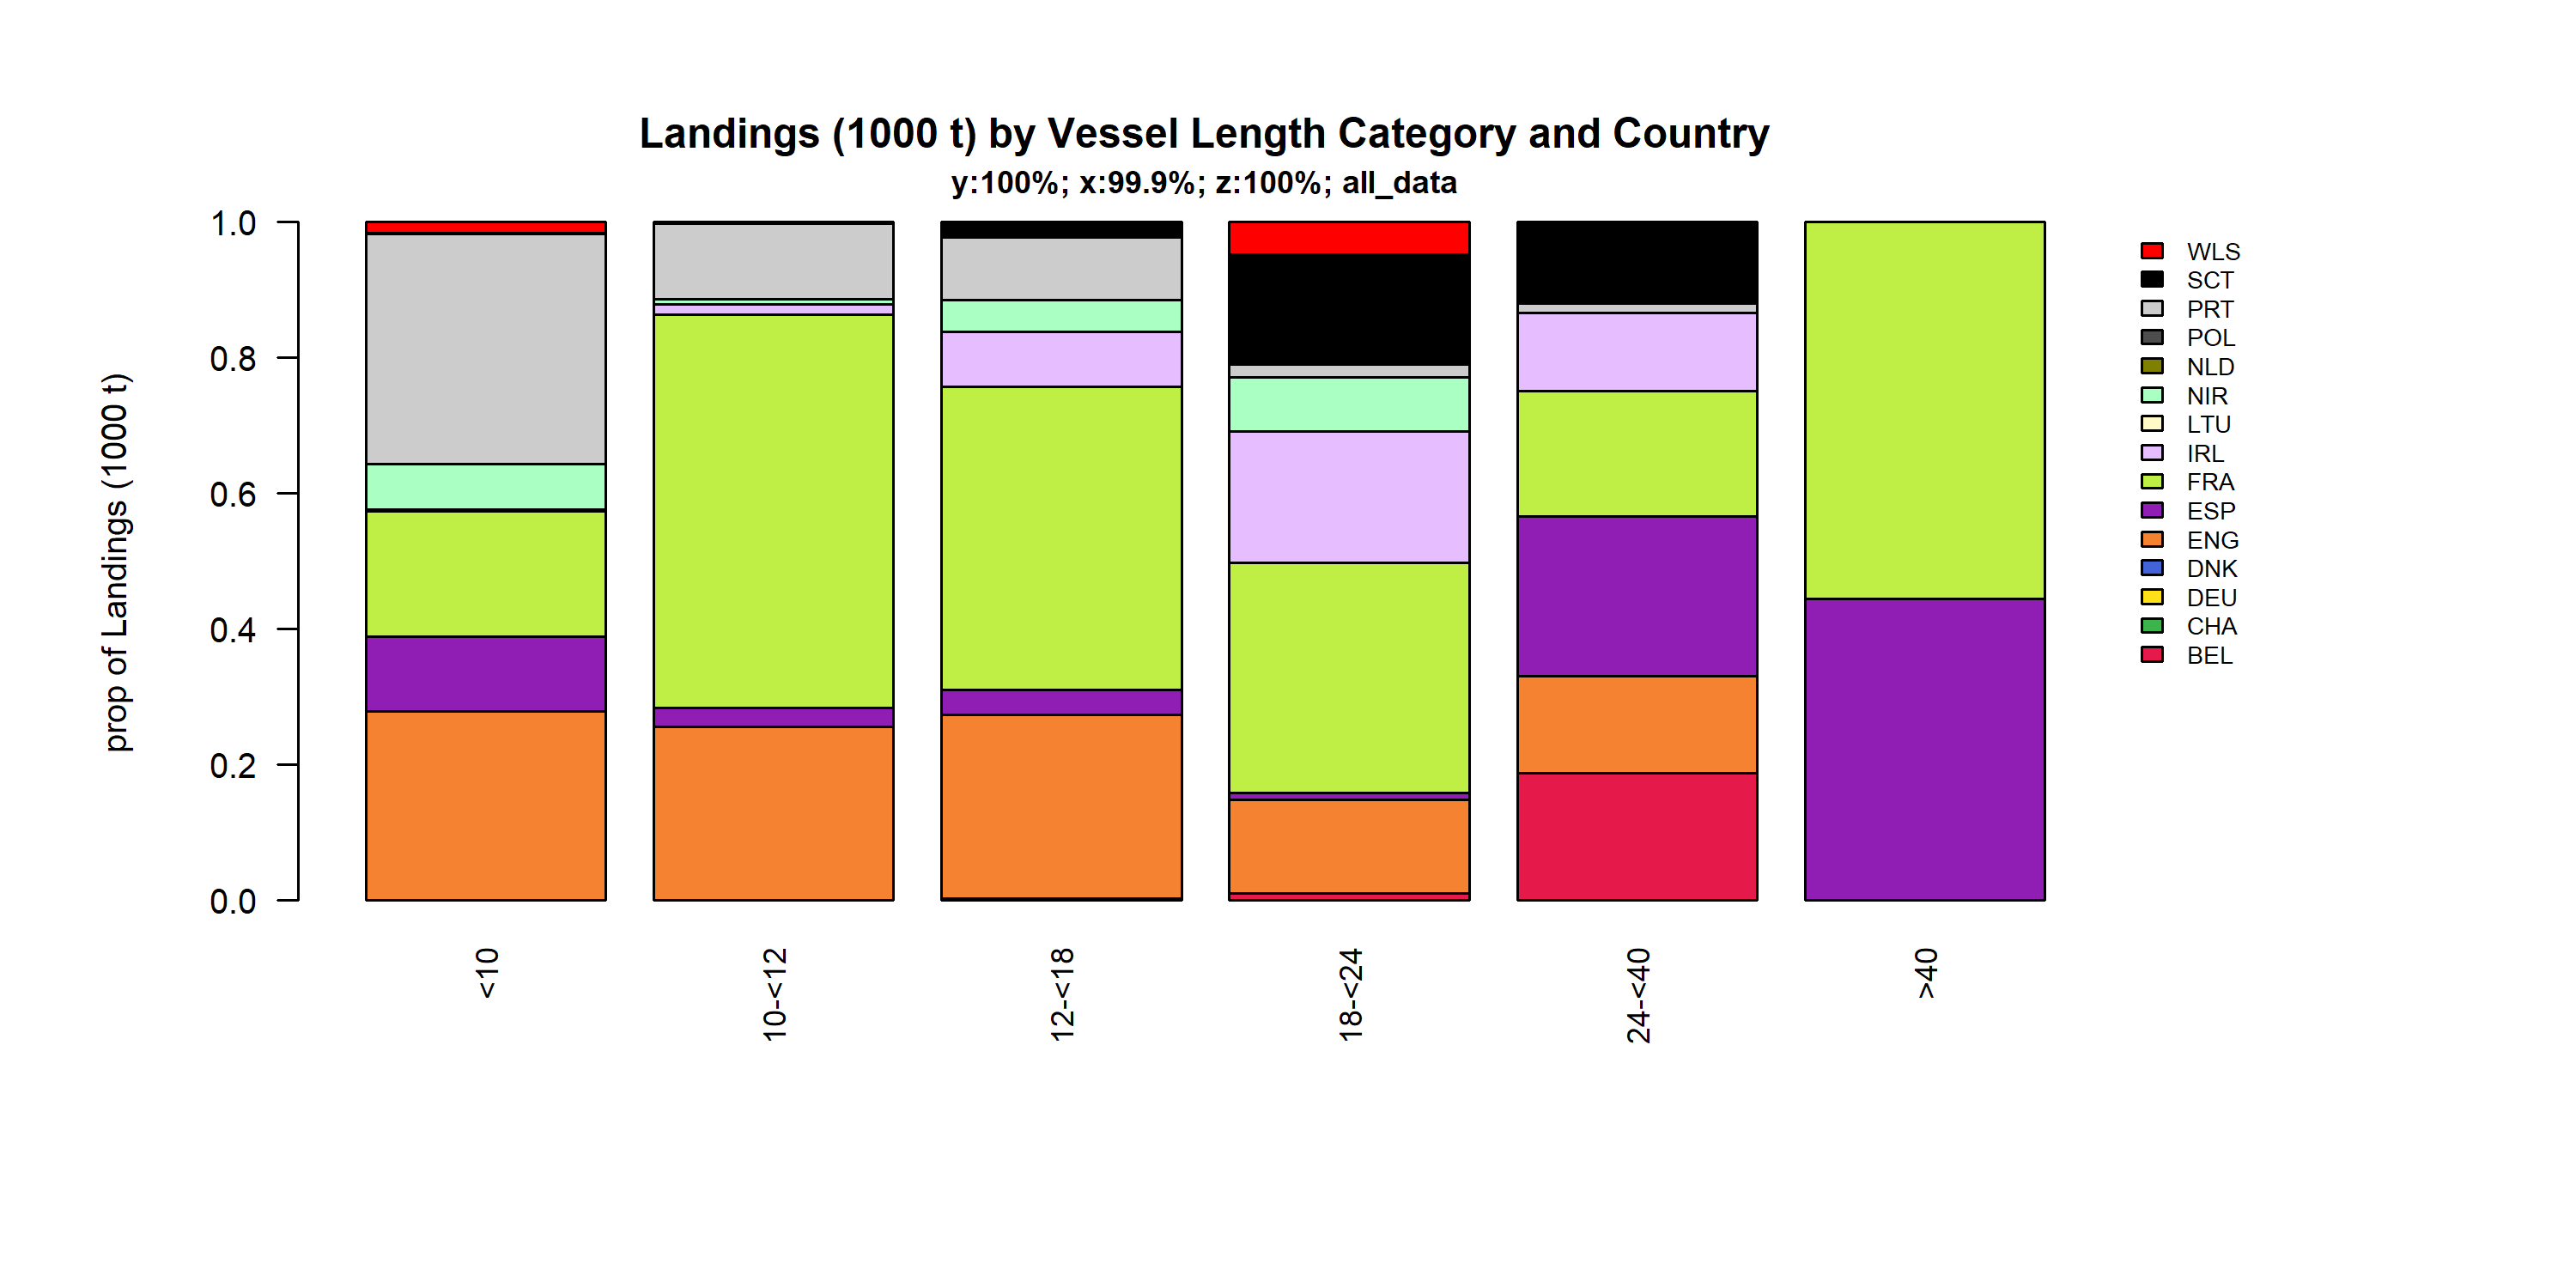 Landings (1000 t) by Vessel Length Category and Country
y:100%; x:99.9%; z:100%; all_data
prop of Landings (1000 t)
1.0
0.8
0.6
0.4
0.2
0.0
<10
10-<12
12-<18
18-<24
24-<40
>40
WLS
SCT
PRT
POL
NLD
NIR
LTU
IRL
FRA
ESP
ENG
DNK
DEU
CHA
BEL